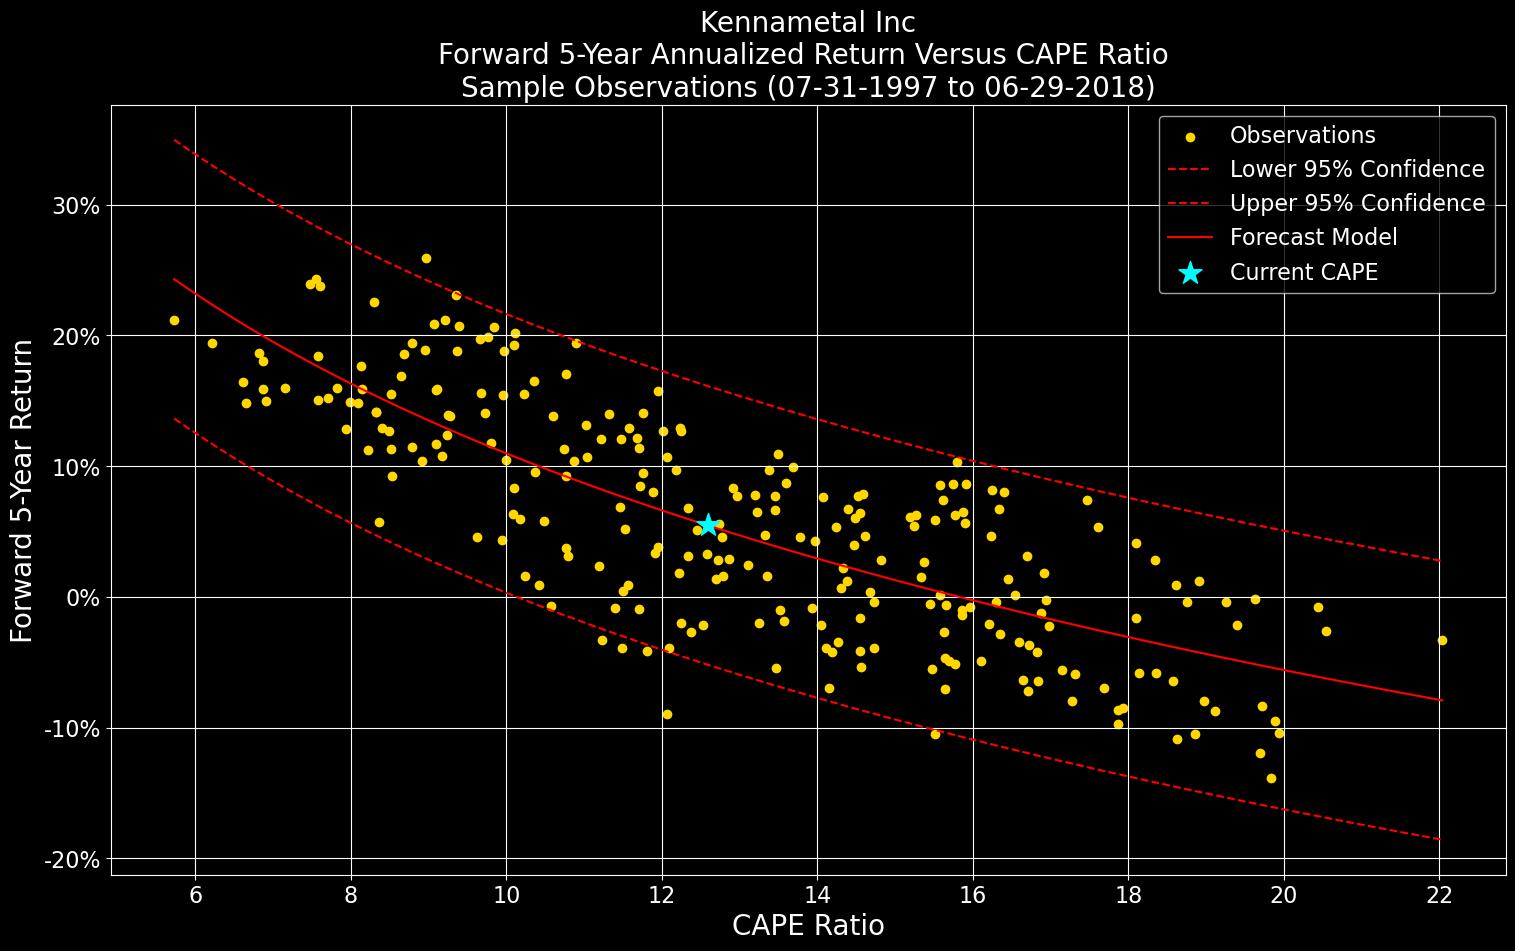 Kennametal Inc
Forward 5-Year Annualized Return Versus CAPE Ratio
Sample Observations (07-31-1997 to 06-29-2018)
Observations
Lower 95% Confidence
Upper 95% Confidence
Forecast Model
Current CAPE
Forward 5-Year Return
30%
20%
10%
0%
-10%
-20%
6 8 10 12 14 16 18 20 22
CAPE Ratio